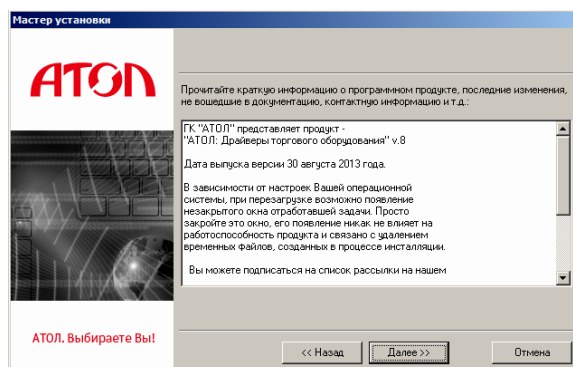 Мастер установки
АТОЛ
Прочитайте краткую информацию о программном продукте, последние изменения,
не вошедшие в документацию, контактную информацию и т.д.:
ГК "АТОЛ" представляет продукт -
"АТОЛ: Драйверы торгового оборудования" v.8
Дата выпуска версии 30 августа 2013 года.
В зависимости от настроек Вашей операционной
системы, при перезагрузке возможно появление
незакрытого окна отработавшей задачи. Просто
закройте это окно, его появление никак не влияет на
работоспособность продукта и связано с удалением
временных файлов, созданных в процессе инсталляции.
Вы можете подписаться на список рассылки на нашем
АТОЛ. Выбираете Вы!
<< Назад
Далее >>
Отмена